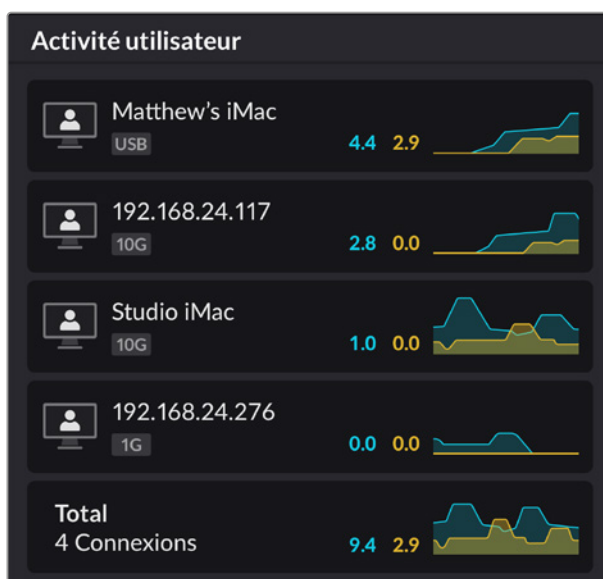 Activité utilisateur
Matthew's iMac
USB
4.4 2.9
192.168.24.117
10G
2.8 0.0
Studio iMac
10G
1.0 0.0
192.168.24.276
1G
0.0 0.0
Total
4 Connexions
9.4 2.9